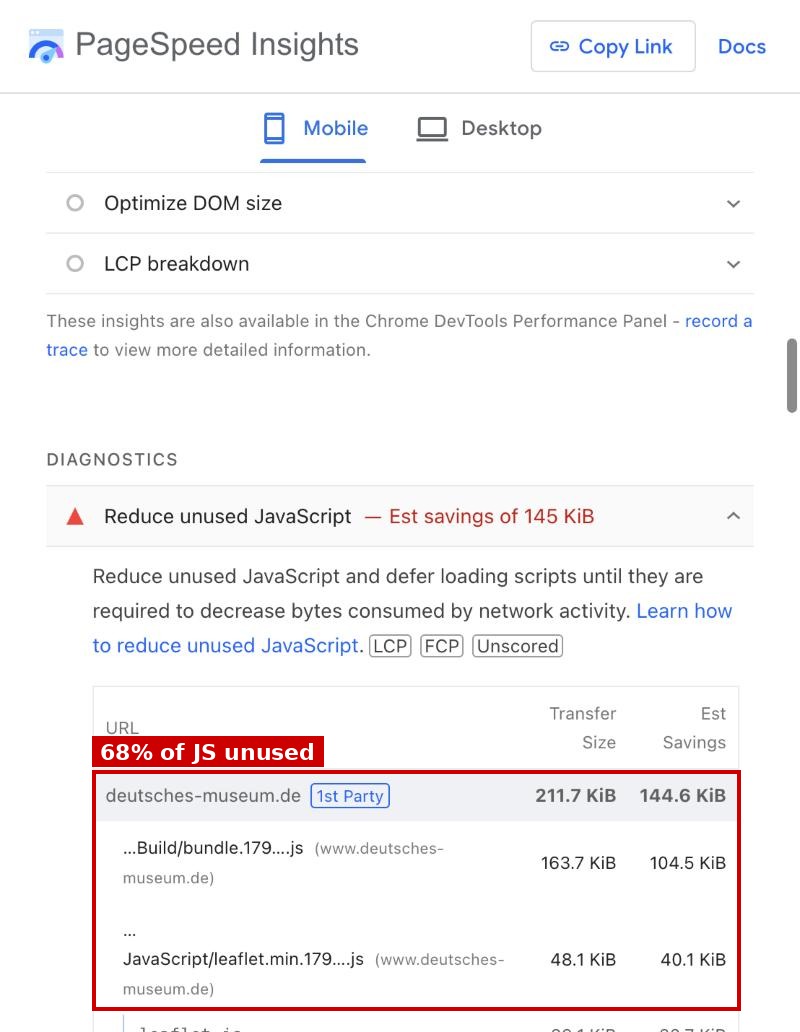 PageSpeed Insights
Copy Link
Docs
Mobile
Desktop
Optimize DOM size
LCP breakdown
These insights are also available in the Chrome DevTools Performance Panel - record a
trace to view more detailed information.
DIAGNOSTICS
Reduce unused JavaScript — Est savings of 145 KiB
Reduce unused JavaScript and defer loading scripts until they are
required to decrease bytes consumed by network activity. Learn how
to reduce unused JavaScript. LCP FCP Unscored
URL
Transfer
Size
Est
Savings
68% of JS unused
deutsches-museum.de 1st Party 211.7 KiB 144.6 KiB
...Build/bundle.179....js (www.deutsches-
museum.de)
163.7 KiB 104.5 KiB
...
JavaScript/leaflet.min.179....js (www.deutsches-
museum.de)
48.1 KiB 40.1 KiB